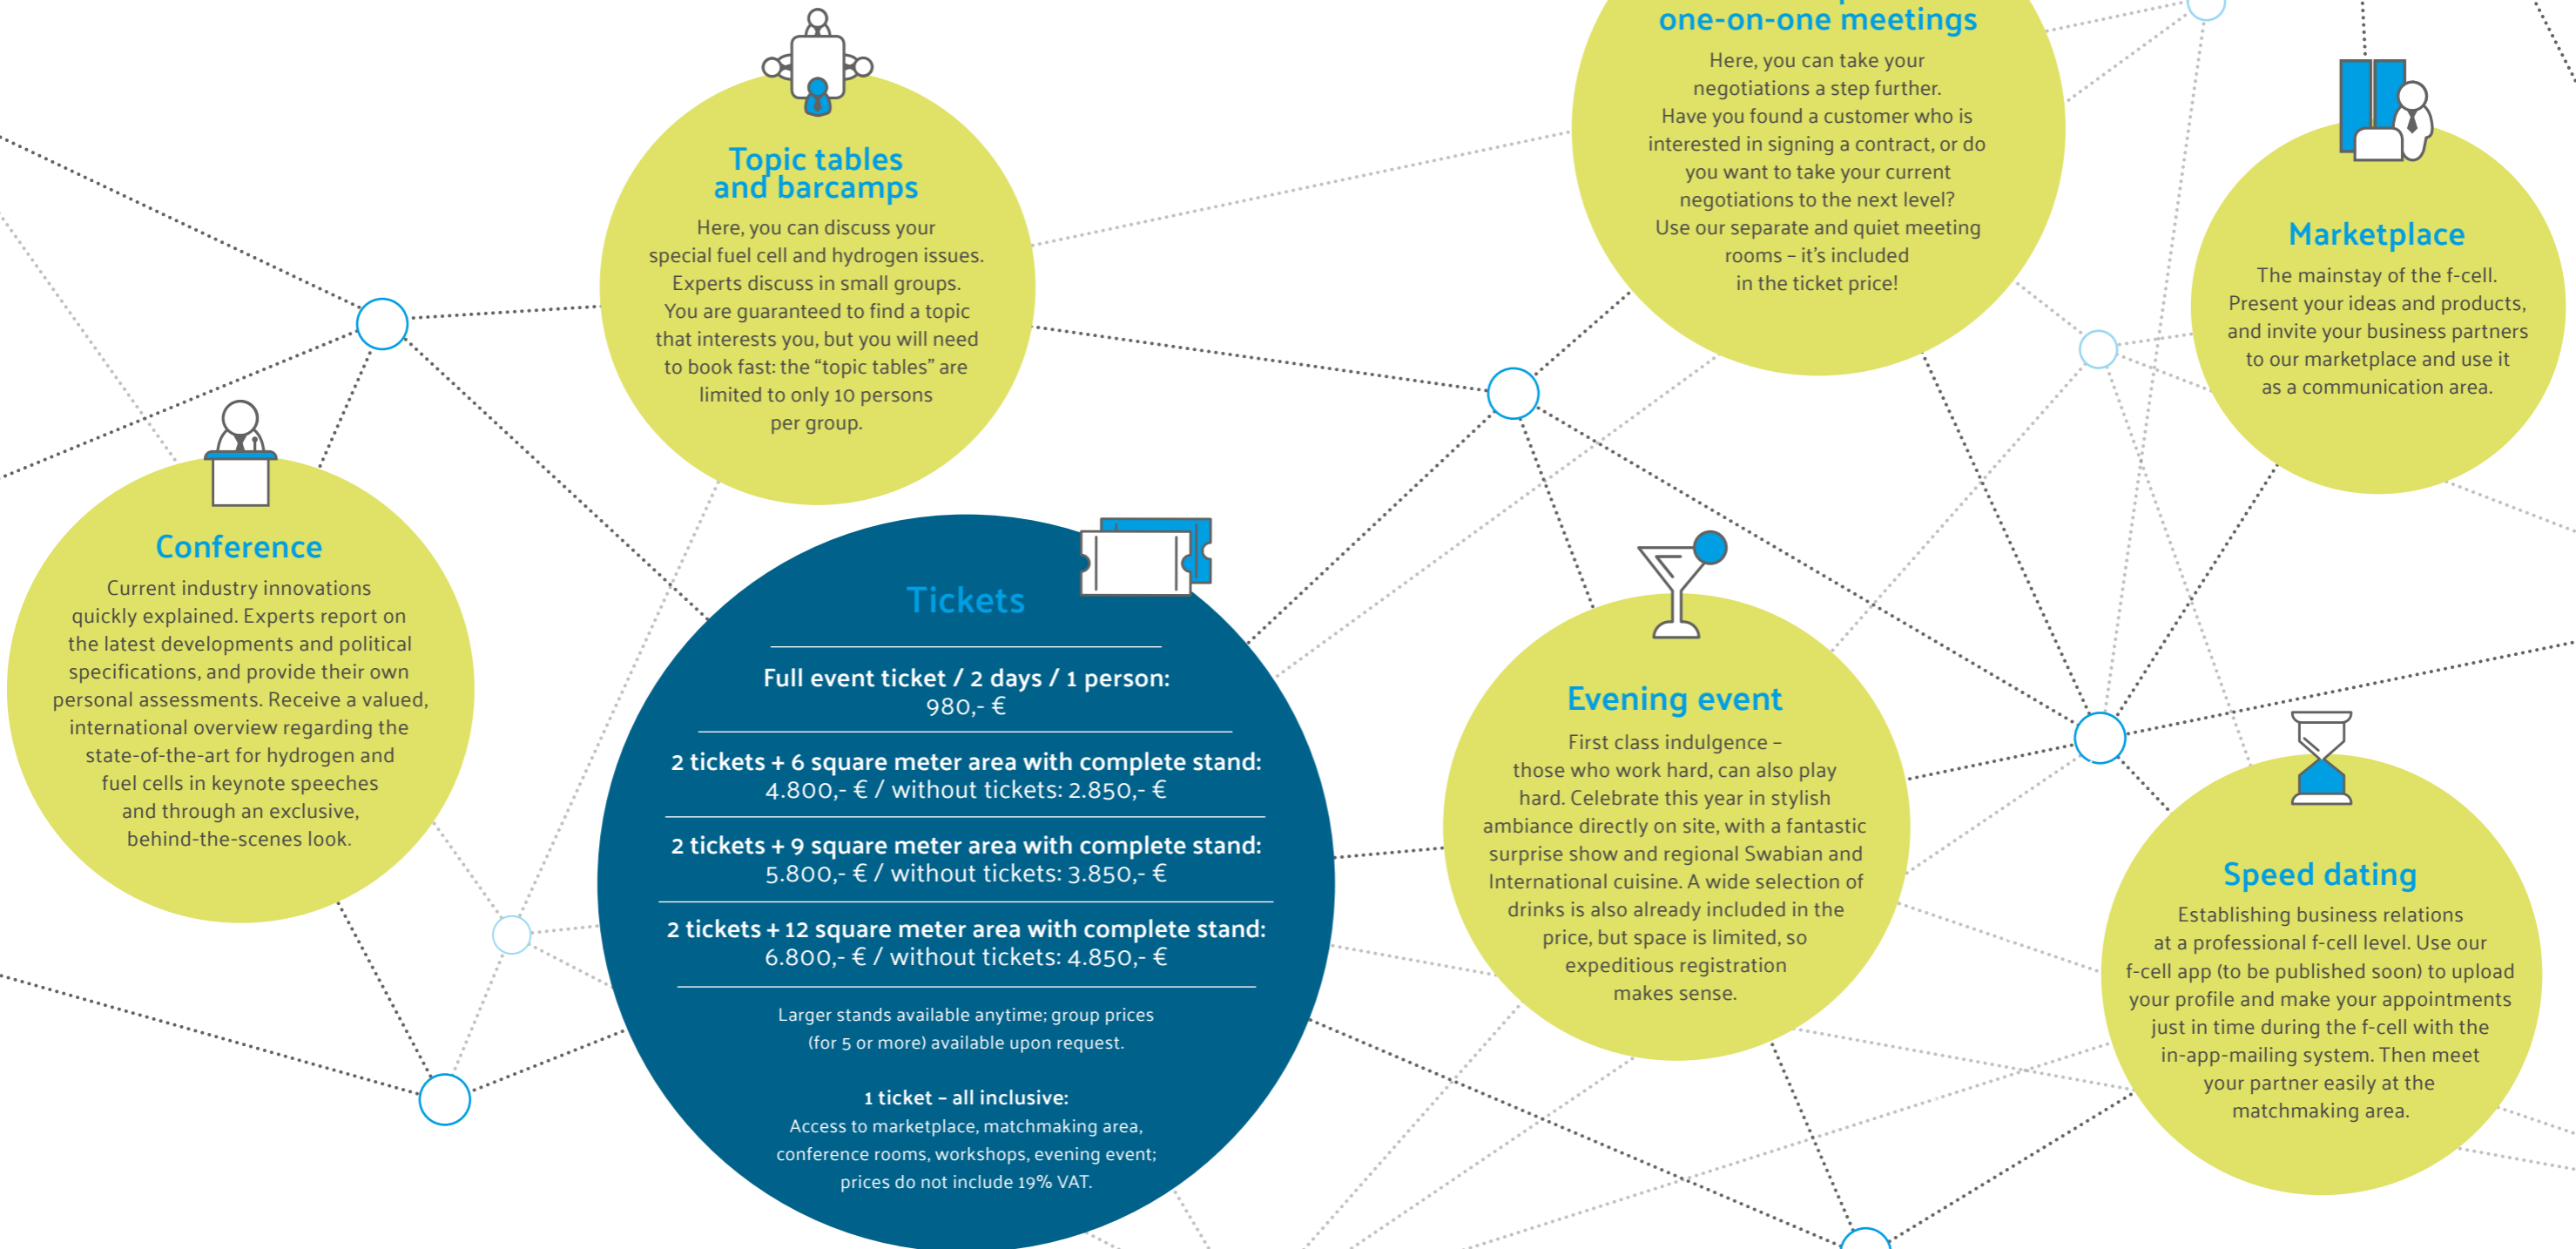 one-on-one meetings
Here, you can take your
negotiations a step further.
Have you found a customer who is
interested in signing a contract, or do
you want to take your current
negotiations to the next level?
Use our separate and quiet meeting
rooms – it's included
in the ticket price!
Topic tables
and barcamps
Here, you can discuss your
special fuel cell and hydrogen issues.
Experts discuss in small groups.
You are guaranteed to find a topic
that interests you, but you will need
to book fast: the “topic tables” are
limited to only 10 persons
per group.
Marketplace
The mainstay of the f-cell.
Present your ideas and products,
and invite your business partners
to our marketplace and use it
as a communication area.
Conference
Current industry innovations
quickly explained. Experts report on
the latest developments and political
specifications, and provide their own
personal assessments. Receive a valued,
international overview regarding the
state-of-the-art for hydrogen and
fuel cells in keynote speeches
and through an exclusive,
behind-the-scenes look.
Tickets
Full event ticket / 2 days / 1 person:
980,- €
2 tickets + 6 square meter area with complete stand:
4.800,- € / without tickets: 2.850,- €
2 tickets + 9 square meter area with complete stand:
5.800,- € / without tickets: 3.850,- €
2 tickets + 12 square meter area with complete stand:
6.800,- € / without tickets: 4.850,- €
Larger stands available anytime; group prices
(for 5 or more) available upon request.
1 ticket – all inclusive:
Access to marketplace, matchmaking area,
conference rooms, workshops, evening event;
prices do not include 19% VAT.
Evening event
First class indulgence –
those who work hard, can also play
hard. Celebrate this year in stylish
ambiance directly on site, with a fantastic
surprise show and regional Swabian and
International cuisine. A wide selection of
drinks is also already included in the
price, but space is limited, so
expeditious registration
makes sense.
Speed dating
Establishing business relations
at a professional f-cell level. Use our
f-cell app (to be published soon) to upload
your profile and make your appointments
just in time during the f-cell with the
in-app-mailing system. Then meet
your partner easily at the
matchmaking area.